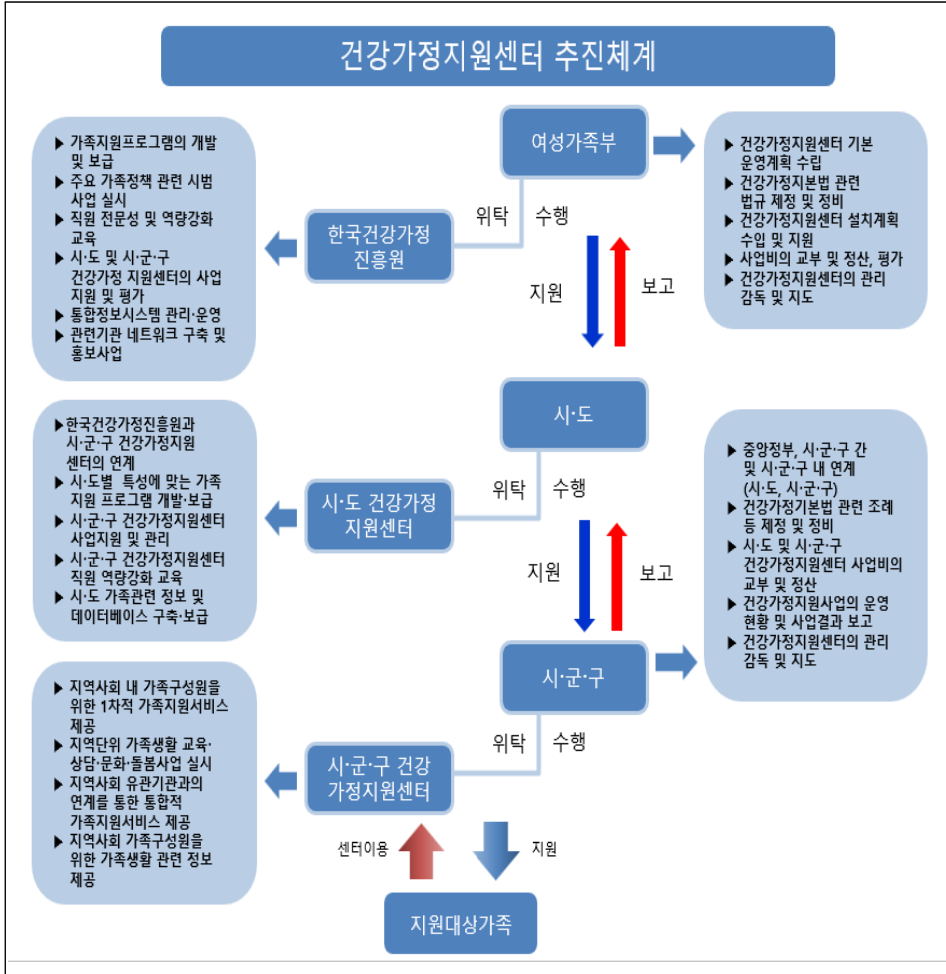 건강가정지원센터 추진체계
여성가족부
▶ 가족지원프로그램의 개발
및 보급
▶ 주요 가족정책 관련 시범
사업 실시
▶ 직원 전문성 및 역량강화
교육
▶ 시·도 및 시·군·구
건강가정 지원센터의 사업
지원 및 평가
▶ 통합정보시스템 관리·운영
▶ 관련기관 네트워크 구축 및
홍보사업
▶ 건강가정지원센터 기본
운영계획 수립
▶ 건강가정지본법 관련
법규 제정 및 정비
▶ 건강가정지원센터 설치계획
수입 및 지원
▶ 사업비의 교부 및 정산, 평가
▶ 건강가정지원센터의 관리
감독 및 지도
위탁 수행
한국건강가정
진흥원
지원 보고
시·도
▶한국건강가정진흥원과
시·군·구 건강가정지원
센터의 연계
▶ 시·도별 특성에 맞는 가족
지원 프로그램 개발·보급
▶ 시·군·구 건강가정지원센터
사업지원 및 관리
▶ 시·군·구 건강가정지원센터
직원 역량강화 교육
▶ 시·도 가족관련 정보 및
데이터베이스 구축·보급
위탁 수행
시·도 건강가정
지원센터
지원 보고
▶ 중앙정부, 시·군·구 간
및 시·군·구 내 연계
(시·도, 시·군·구)
▶ 건강가정기본법 관련 조례
등 제정 및 정비
▶ 시·도 및 시·군·구
건강가정지원센터 사업비의
교부 및 정산
▶ 건강가정지원사업의 운영
현황 및 사업결과 보고
▶ 건강가정지원센터의 관리
감독 및 지도
시·군·구
▶ 지역사회 내 가족구성원을
위한 1차적 가족지원서비스
제공
▶ 지역단위 가족생활 교육·
상담·문화·돌봄사업 실시
▶ 지역사회 유관기관과의
연계를 통한 통합적
가족지원서비스 제공
▶ 지역사회 가족구성원을
위한 가족생활 관련 정보
제공
위탁 수행
시·군·구 건강
가정지원센터
센터이용 지원
지원대상가족